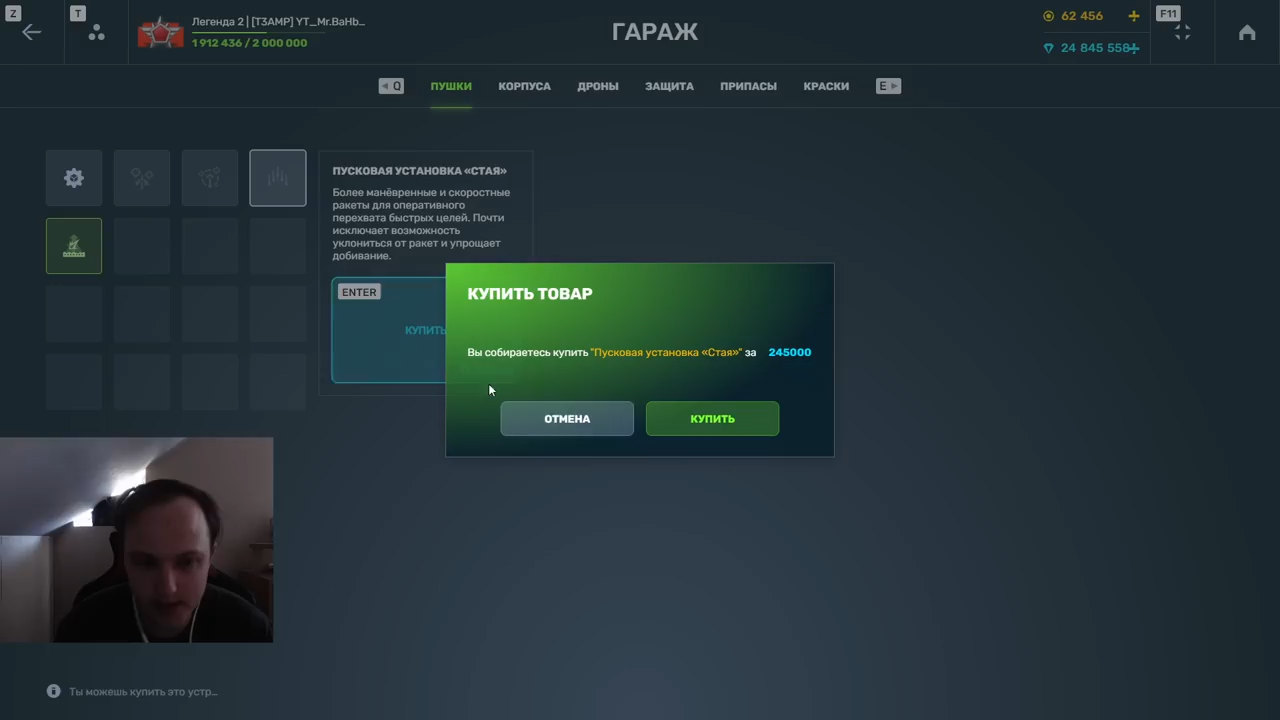 Z
T
Легенда 2 | [T3AMP] YT_Mr.BaHb...
1 912 436 / 2 000 000
ГАРАЖ
62 456
24 845 558
F11
Q
ПУШКИ
КОРПУСА
ДРОНЫ
ЗАЩИТА
ПРИПАСЫ
КРАСКИ
E
ПУСКОВАЯ УСТАНОВКА «СТАЯ»
Более манёвренные и скоростные
ракеты для оперативного
перехвата быстрых целей. Почти
исключает возможность
уклониться от ракет и упрощает
добивание.
ENTER
КУПИТЬ
КУПИТЬ ТОВАР
Вы собираетесь купить "Пусковая установка «Стая»" за 245000
ОТМЕНА
КУПИТЬ
Ты можешь купить это устр...